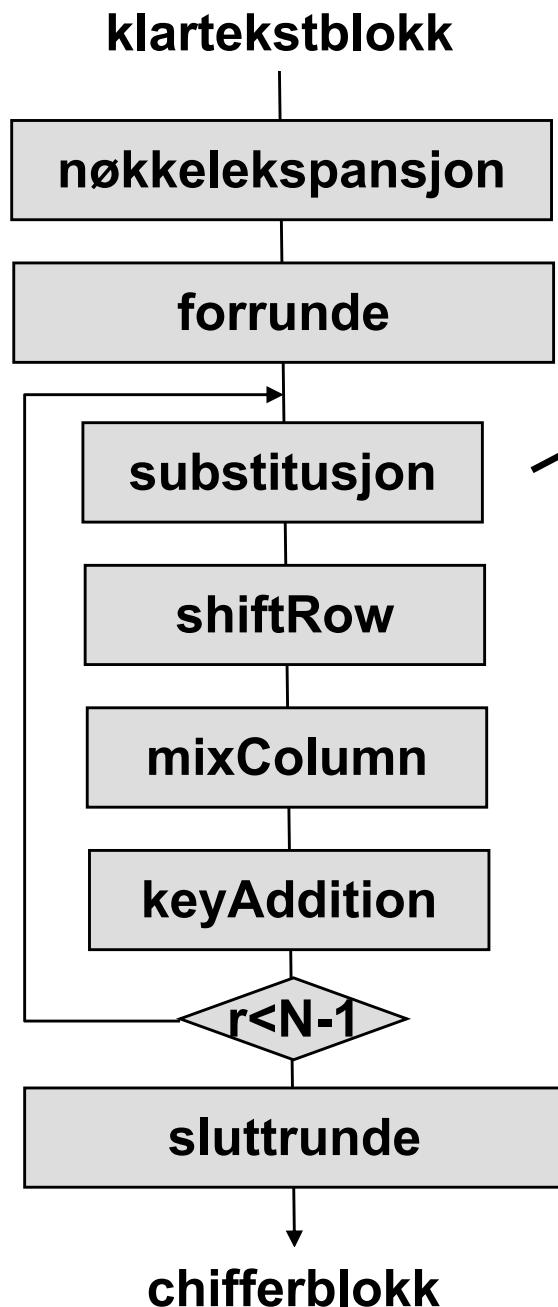 klartekstblokk
nøkkelekspansjon
forrunde
substitusjon
shiftRow
mixColumn
keyAddition
r<N-1
sluttrunde
chifferblokk